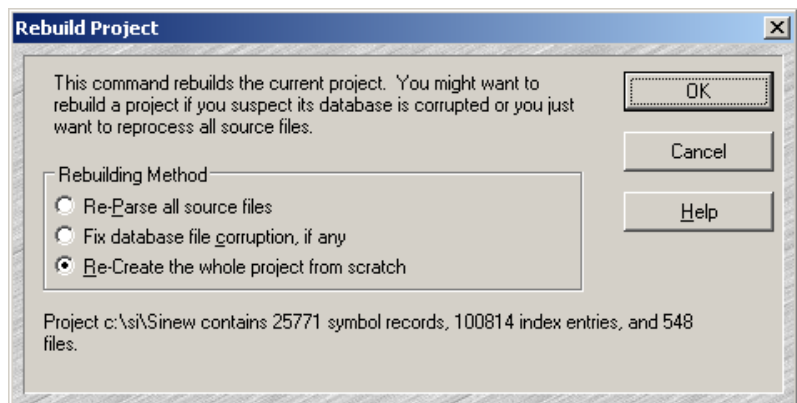 Rebuild Project
This command rebuilds the current project. You might want to
rebuild a project if you suspect its database is corrupted or you just
want to reprocess all source files.
OK
Cancel
Help
Rebuilding Method
Re-Parse all source files
Fix database file corruption, if any
Re-Create the whole project from scratch
Project c:\si\Sinew contains 25771 symbol records, 100814 index entries, and 548
files.